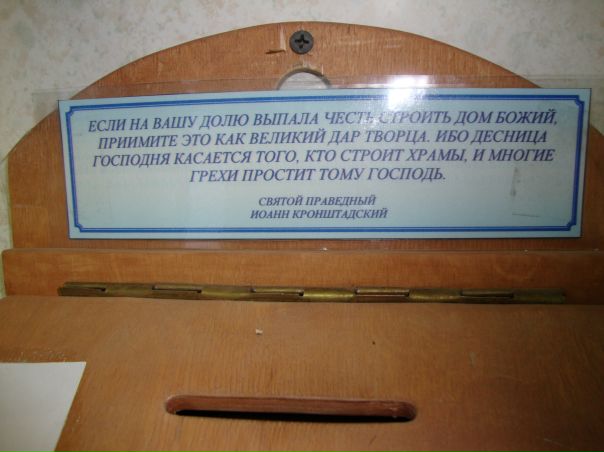 ЕСЛИ НА ВАШУ ДОЛЮ ВЫПАЛА ЧЕСТЬ СТРОИТЬ ДОМ БОЖИЙ,
ПРИИМИТЕ ЭТО КАК ВЕЛИКИЙ ДАР ТВОРЦА. ИБО ДЕСНИЦА
ГОСПОДНЯ КАСАЕТСЯ ТОГО, КТО СТРОИТ ХРАМЫ, И МНОГИЕ
ГРЕХИ ПРОСТИТ ТОМУ ГОСПОДЬ.
СВЯТОЙ ПРАВЕДНЫЙ
ИОАНН КРОНШТАДСКИЙ